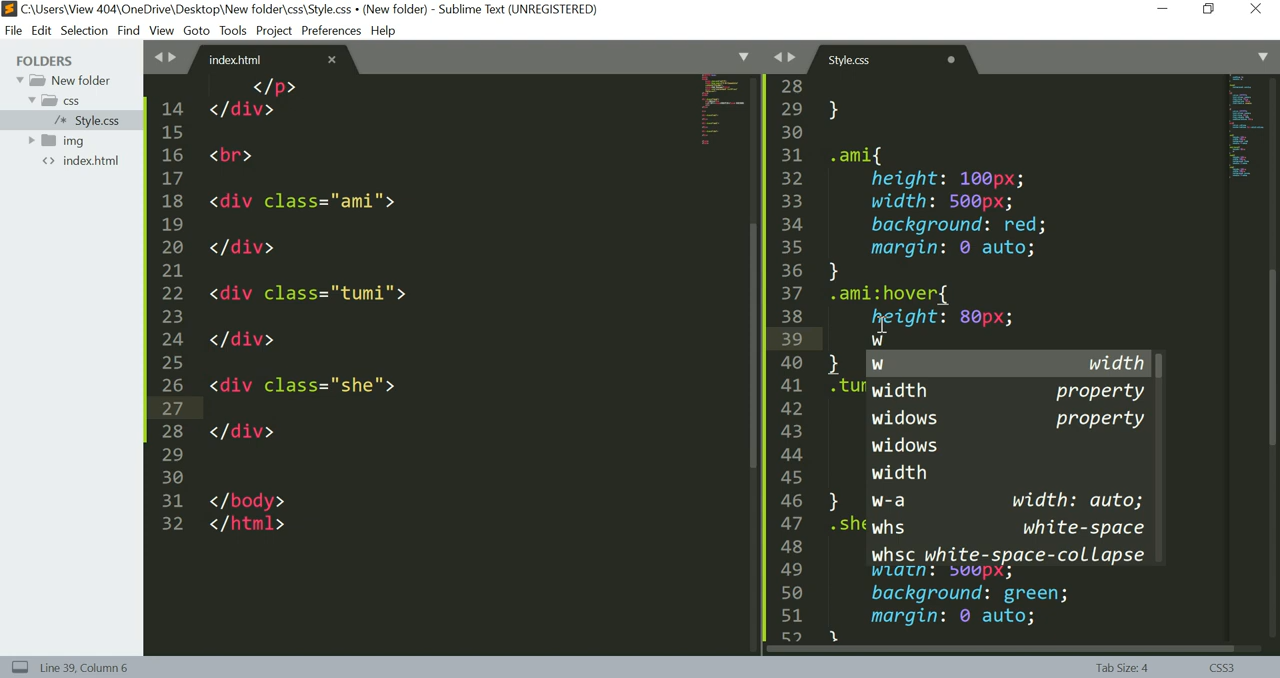 C:\Users\View 404\OneDrive\Desktop\New folder\css\Style.css • (New folder) - Sublime Text (UNREGISTERED)
File Edit Selection Find View Goto Tools Project Preferences Help
FOLDERS
New folder
css
/* Style.css
img
<> index.html
index.html
</p>
14 </div>
15
16 <br>
17
18 <div class="ami">
19
20 </div>
21
22 <div class="tumi">
23
24 </div>
25
26 <div class="she">
27
28 </div>
29
30
31 </body>
32 </html>
Style.css
28
29 }
30
31 .ami{
32 height: 100px;
33 width: 500px;
34 background: red;
35 margin: 0 auto;
36 }
37 .ami:hover{
38 height: 80px;
39 w
40 }
41 .tum
42
43
44
45
46 }
47 .she
48
49 width: 500px;
50 background: green;
51 margin: 0 auto;
52 }
w width
width property
widows property
widows
width
w-a width: auto;
whs white-space
whsc white-space-collapse
Line 39, Column 6
Tab Size: 4
CSS3